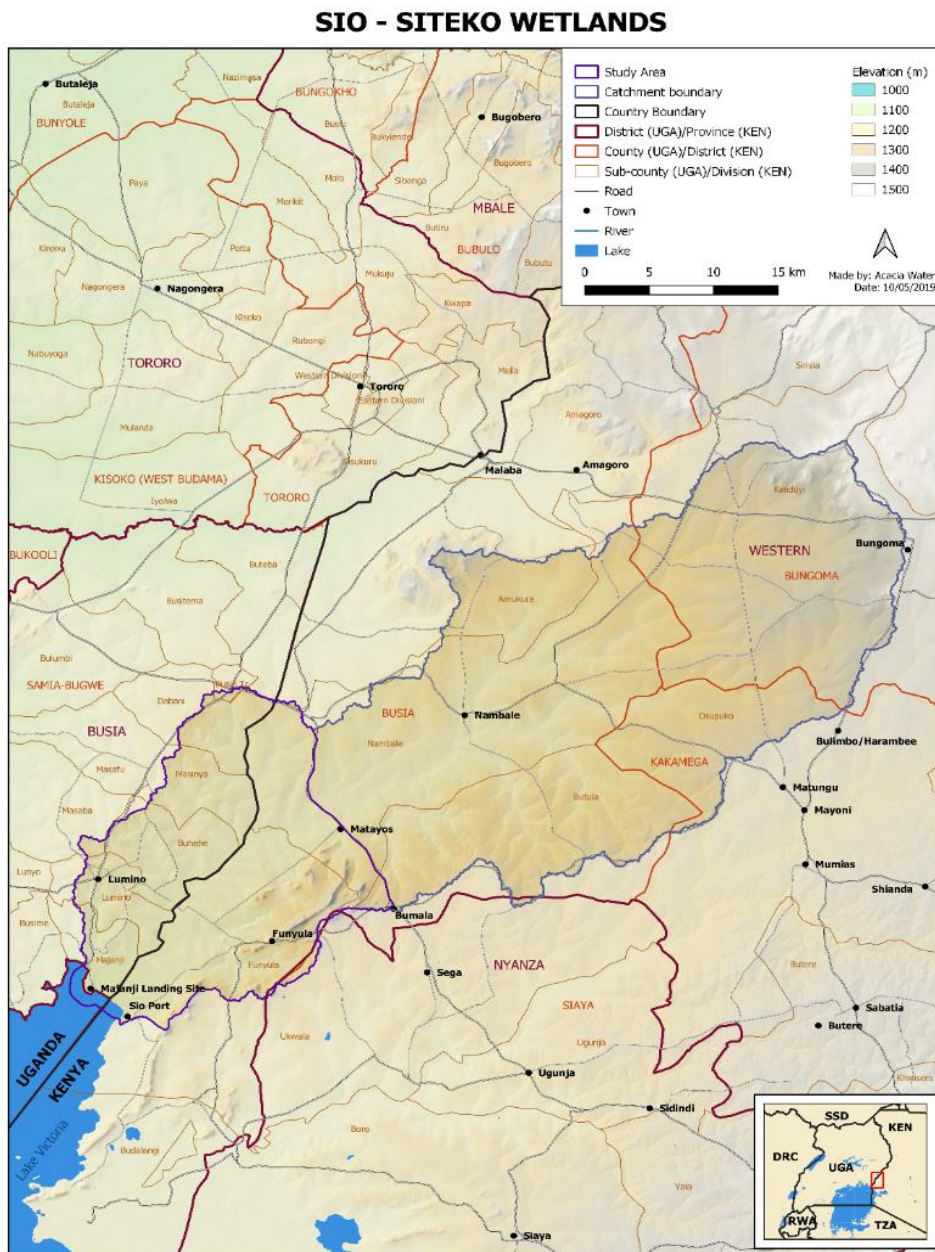 SIO - SITEKO WETLANDS
Study Area
Catchment boundary
Country Boundary
District (UGA)/Province (KEN)
County (UGA)/District (KEN)
Sub-county (UGA)/Division (KEN)
Road
Town
River
Lake
Elevation (m)
1000
1100
1200
1300
1400
1500
0 5 10 15 km
Made by: Acacia Water
Date: 10/05/2019
Butaleja
Butaleja
BUNYOLE
Nazimasa
BUNGOKHO
Busiu
Bukyiende
Bugobero
Bugobero
Sibanga
Molo
Paya
Merikit
MBALE
Butiru
BUBULO
Bubutu
Kirewa
Petta
Mukuju
Nagongera
Nagongera
Kisoko
Kwapa
Rubongi
Nabuyoga
TORORO
Western Division
Tororo
Eastern Division
Mella
Sirisia
Amagoro
Mulanda
Kisukuru
Malaba
Amagoro
KISOKO (WEST BUDAMA)
Iyolwa
TORORO
Kanduyi
WESTERN
Bungoma
BUNGOMA
BUKOOLI
Buteba
Busitema
Amukura
Bulumbi
SAMIA-BUGWE
Dabani
BUSIA
BUSIA
Nambale
Nambale
Osupuko
Bulimbo/Harambee
KAKAMEGA
Masafu
Masinya
Masaba
Matungu
Mayoni
Butula
Matayos
Buhehe
Mumias
Lunyo
Lumino
Lumino
Shianda
Busime
Bumala
Funyula
Funyula
Majanji
NYANZA
Sega
Butere
Majanji Landing Site
Sio Port
SIAYA
Sabatia
Butere
Ukwala
Ugunja
UGANDA
KENYA
Ugunja
Khwisero
Sidindi
Lake Victoria
Boro
Budalangi
Yala
Siaya
SSD
KEN
DRC
UGA
RWA
TZA